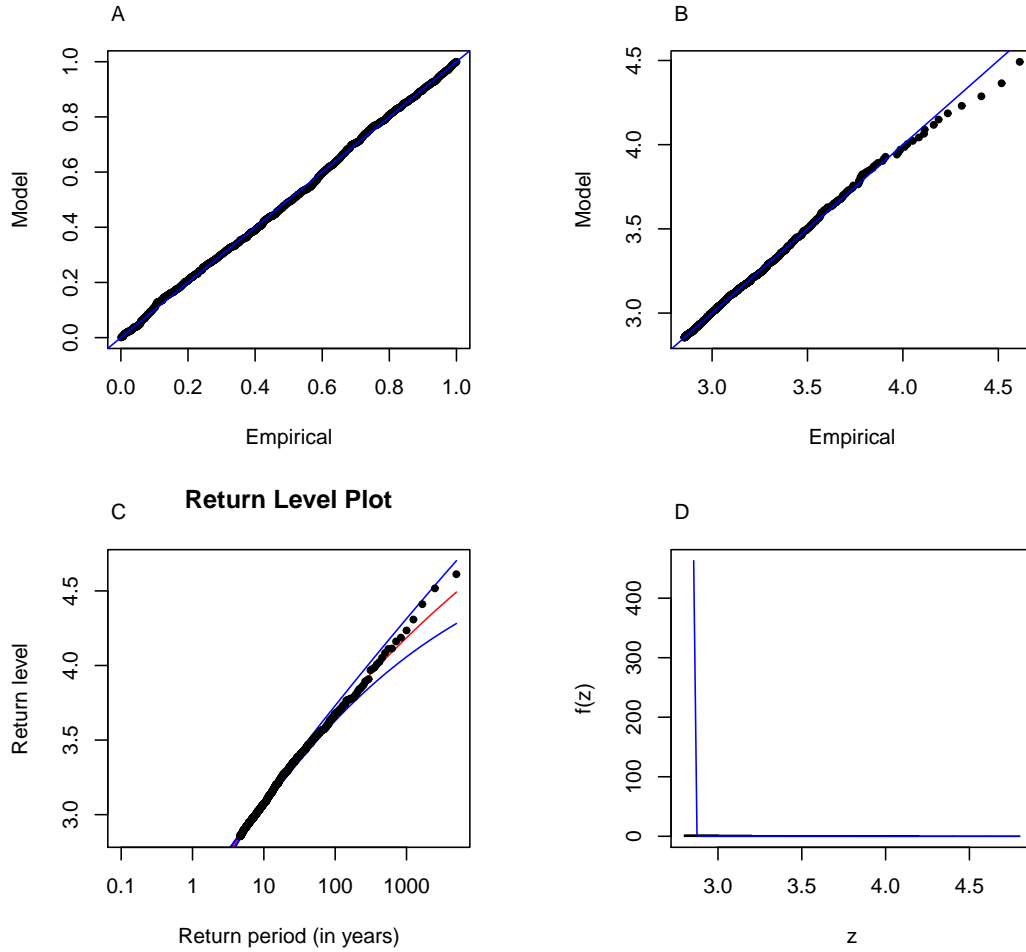 A
Model
0.0 0.2 0.4 0.6 0.8 1.0
0.0 0.2 0.4 0.6 0.8 1.0
Empirical
B
Model
3.0 3.5 4.0 4.5
3.0 3.5 4.0 4.5
Empirical
Return Level Plot
C
Return level
3.0 3.5 4.0 4.5
0.1 1 10 100 1000
Return period (in years)
D
f(z)
0 100 200 300 400
3.0 3.5 4.0 4.5
z